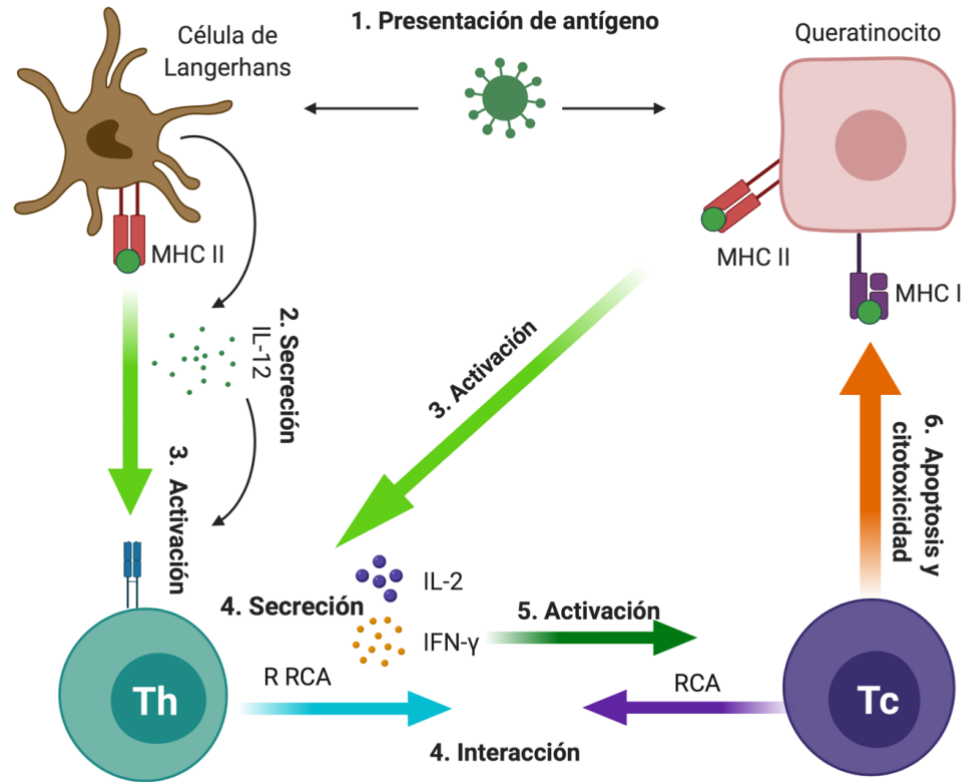 1. Presentación de antígeno
Célula de
Langerhans
Queratinocito
MHC II
MHC II
MHC I
2. Secreción
IL-12
3. Activación
3. Activación
4. Secreción
IL-2
IFN-γ
5. Activación
6. Apoptosis y
citotoxicidad
R RCA
RCA
Th
Tc
4. Interacción